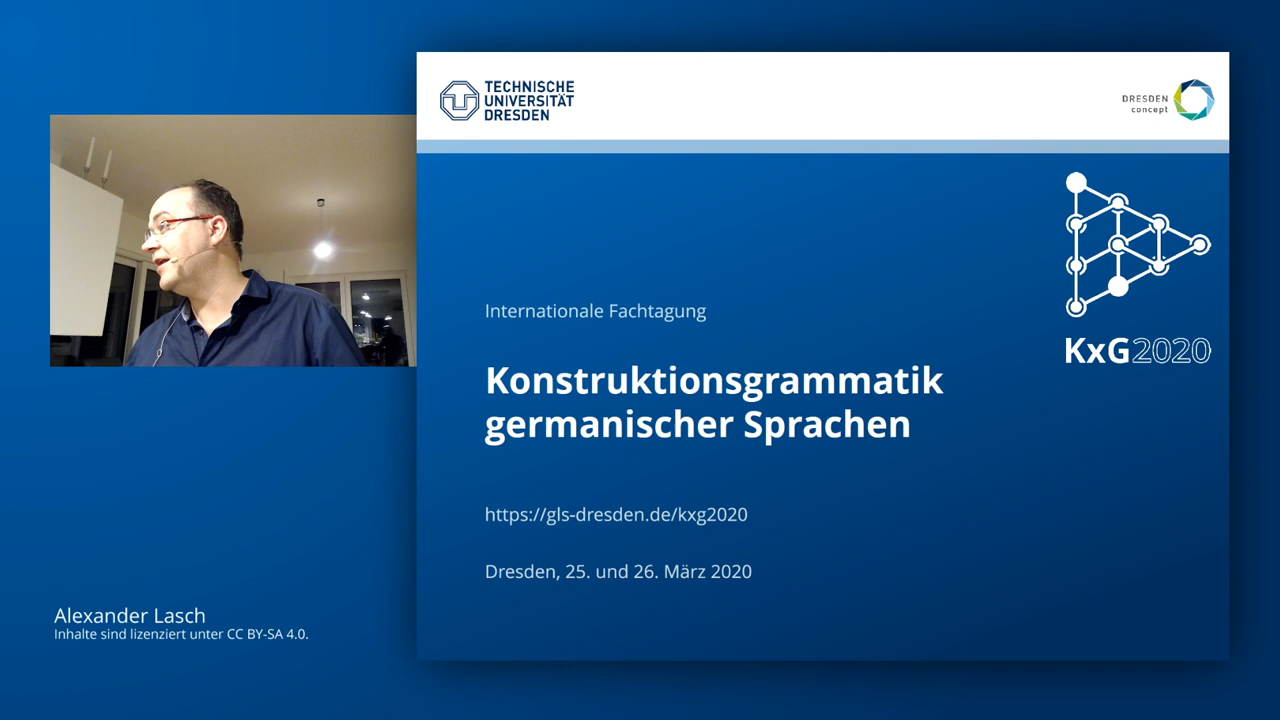 TECHNISCHE
UNIVERSITÄT
DRESDEN
DRESDEN
concept
KxG2020
Internationale Fachtagung
Konstruktionsgrammatik
germanischer Sprachen
https://gls-dresden.de/kxg2020
Dresden, 25. und 26. März 2020
Alexander Lasch
Inhalte sind lizenziert unter CC BY-SA 4.0.